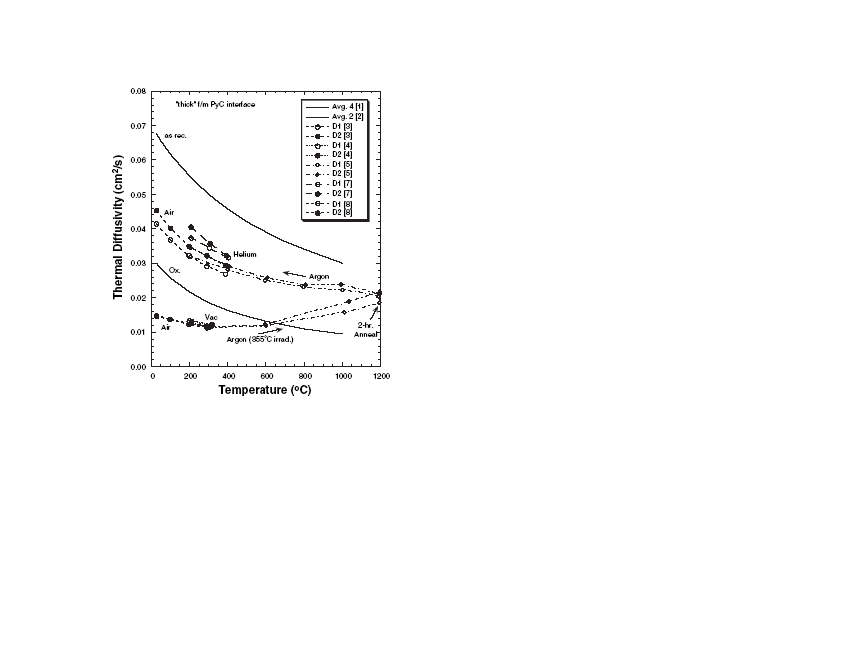 0.08
0.07
0.06
0.05
0.04
0.03
0.02
0.01
0.00
Thermal Diffusivity (cm2/s)
"thick" f/m PyC interface
as rec.
Air
Helium
Ox.
Argon
Vac
Air
Argon (355°C irrad.)
2-hr.
Anneal
Avg. 4 [1]
Avg. 2 [2]
D1 [3]
D2 [3]
D1 [4]
D2 [4]
D1 [5]
D2 [5]
D1 [7]
D2 [7]
D1 [8]
D2 [8]
0 200 400 600 800 1000 1200
Temperature (oC)